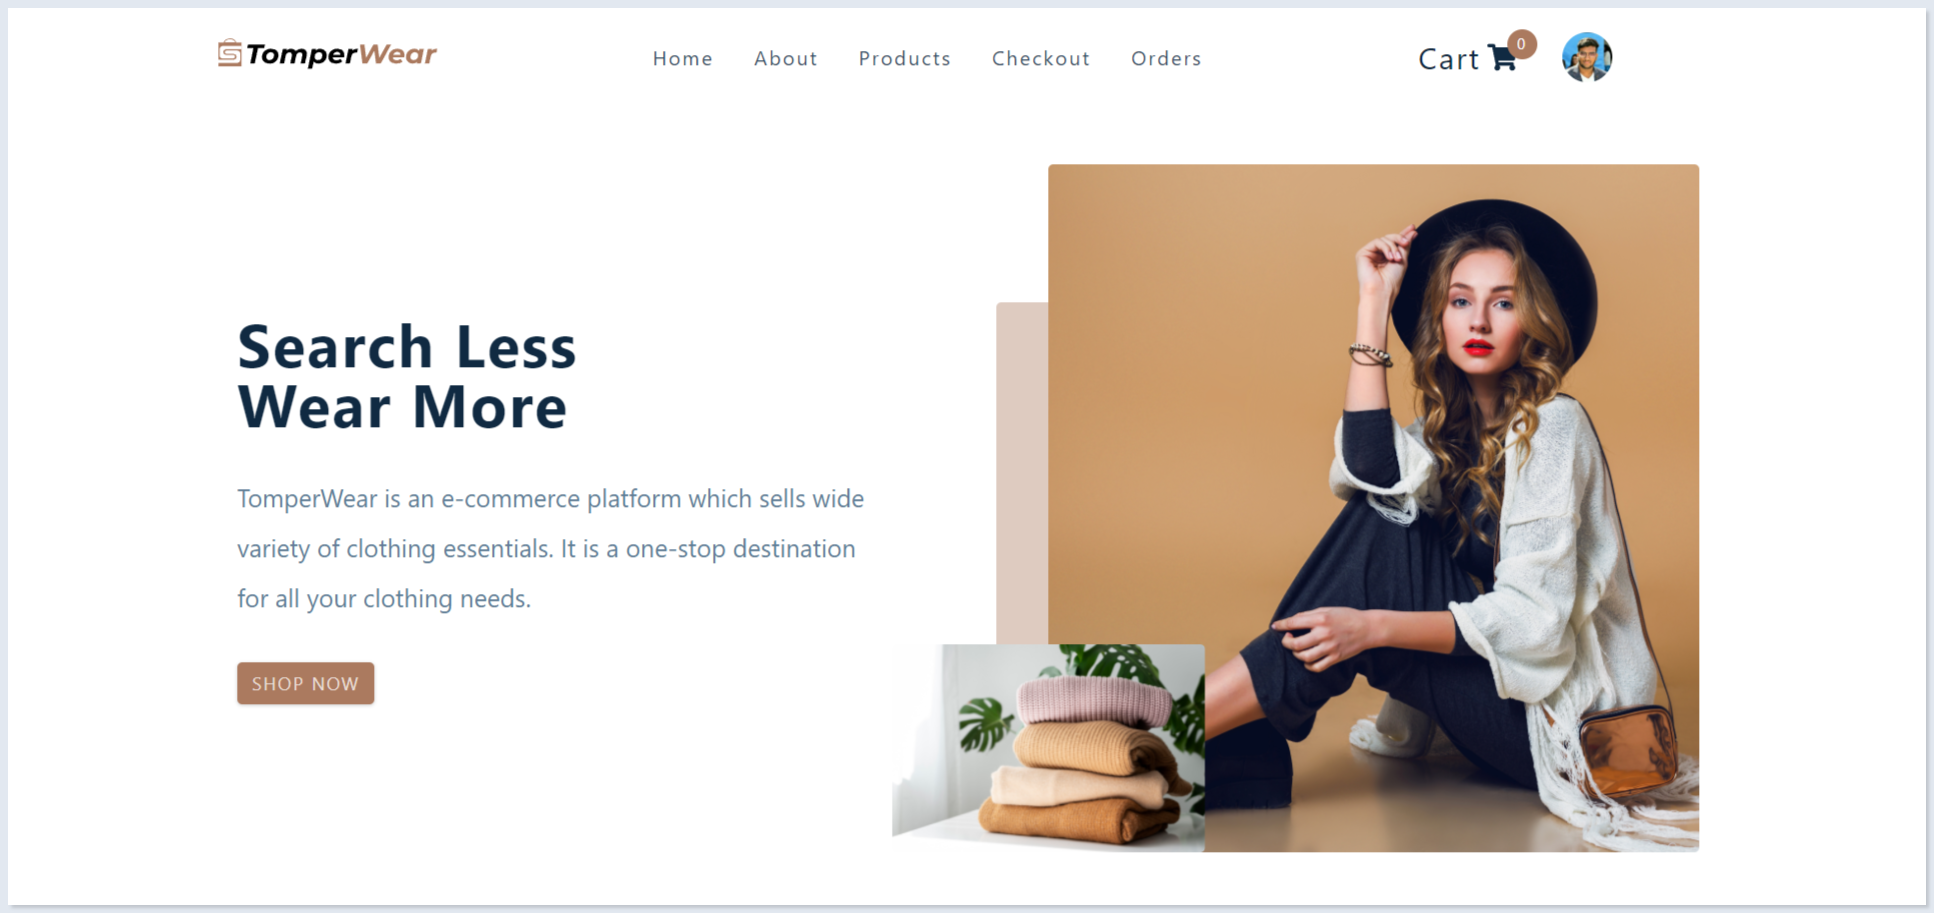 TomperWear
Home About Products Checkout Orders
Cart 0
Search Less
Wear More
TomperWear is an e-commerce platform which sells wide
variety of clothing essentials. It is a one-stop destination
for all your clothing needs.
SHOP NOW